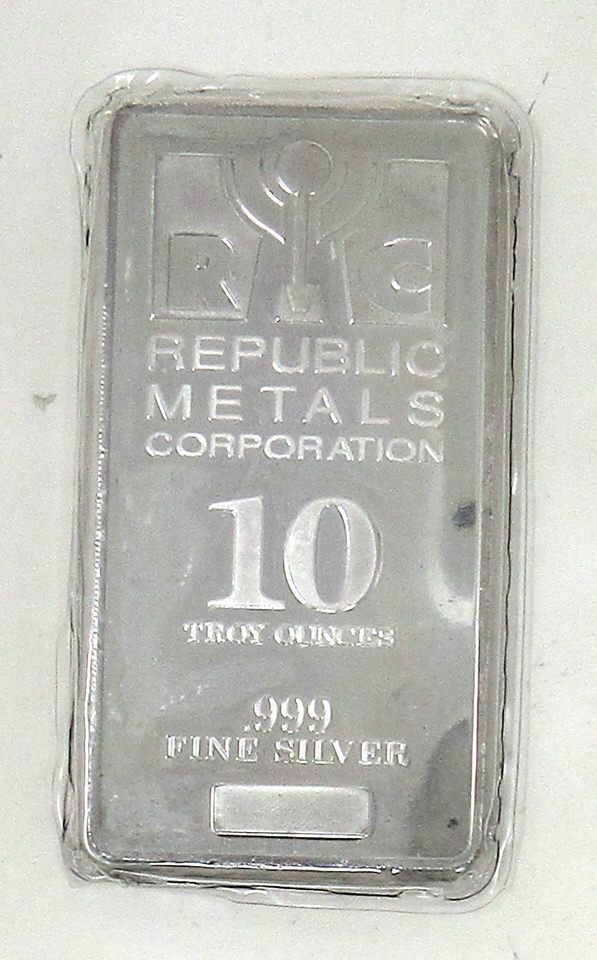 RMC
REPUBLIC
METALS
CORPORATION
10
TROY OUNCES
.999
FINE SILVER